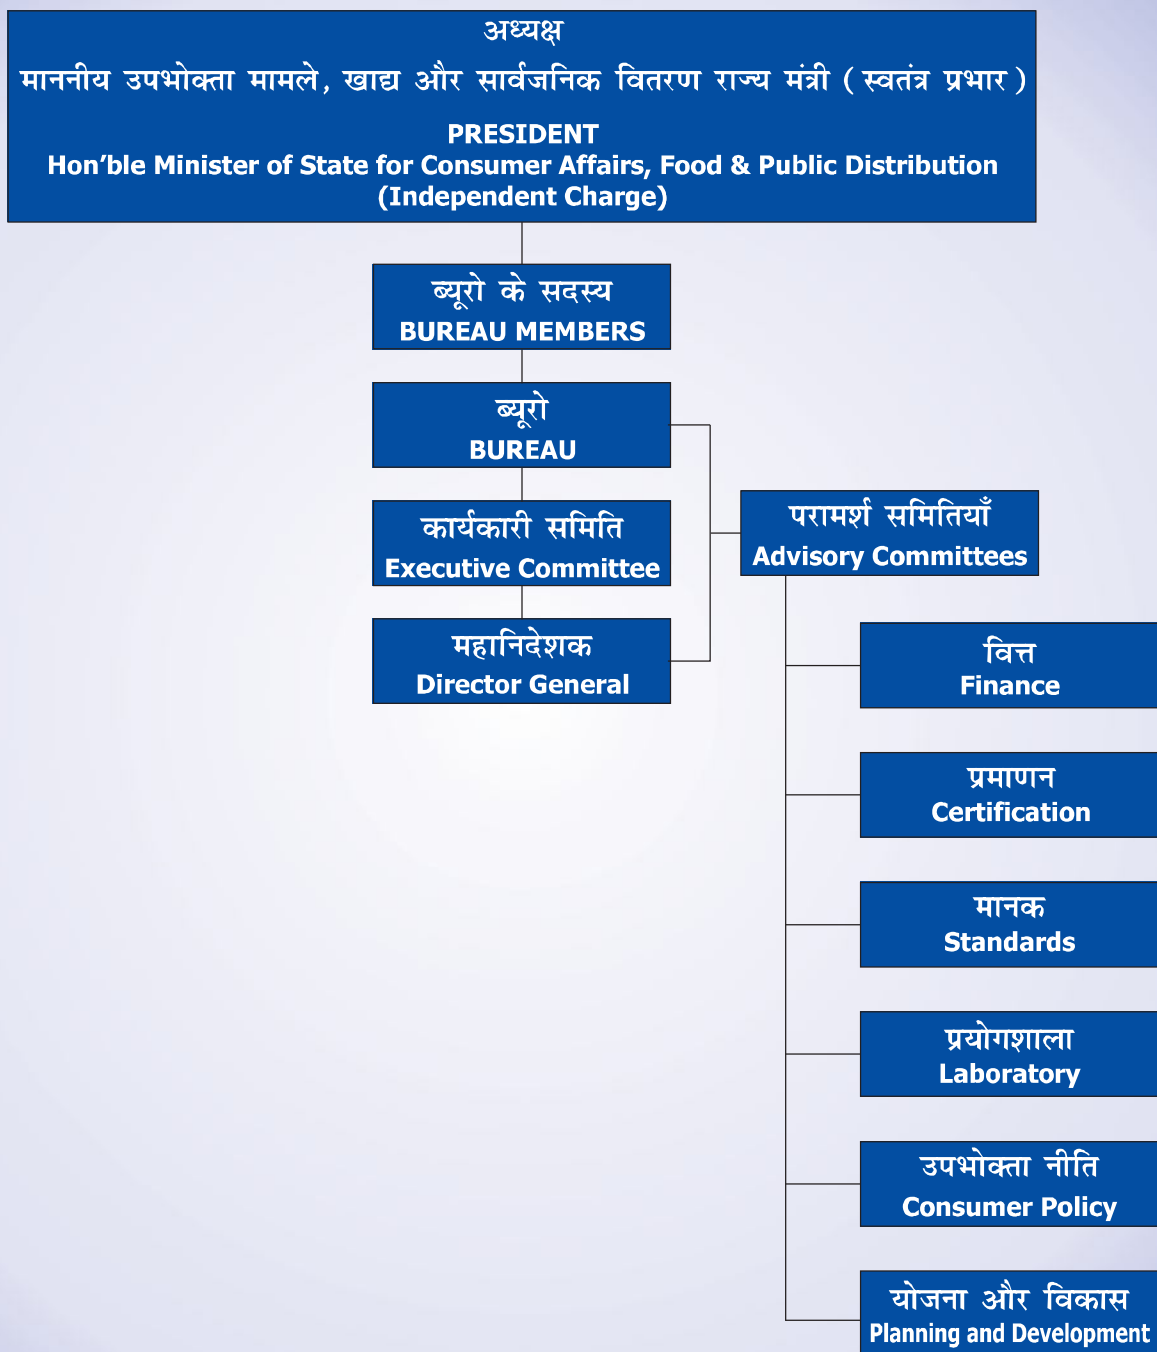 अध्यक्ष
माननीय उपभोक्ता मामले, खाद्य और सार्वजनिक वितरण राज्य मंत्री ( स्वतंत्र प्रभार )
PRESIDENT
Hon’ble Minister of State for Consumer Affairs, Food & Public Distribution
(Independent Charge)
ब्यूरो के सदस्य
BUREAU MEMBERS
ब्यूरो
BUREAU
कार्यकारी समिति
Executive Committee
महानिदेशक
Director General
परामर्श समितियाँ
Advisory Committees
वित्त
Finance
प्रमाणन
Certification
मानक
Standards
प्रयोगशाला
Laboratory
उपभोक्ता नीति
Consumer Policy
योजना और विकास
Planning and Development